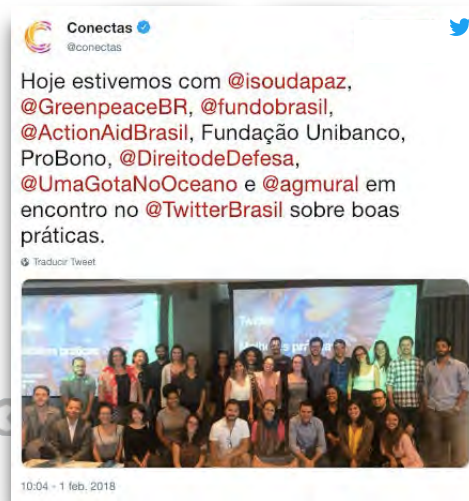 Conectas
@conectas
Hoje estivemos com @isoudapaz,
@GreenpeaceBR, @fundobrasil,
@ActionAidBrasil, Fundação Unibanco,
ProBono, @DireitodeDefesa,
@UmaGotaNoOceano e @agmural em
encontro no @TwitterBrasil sobre boas
práticas.
Traducir Tweet
Twitter
10:04 - 1 feb. 2018